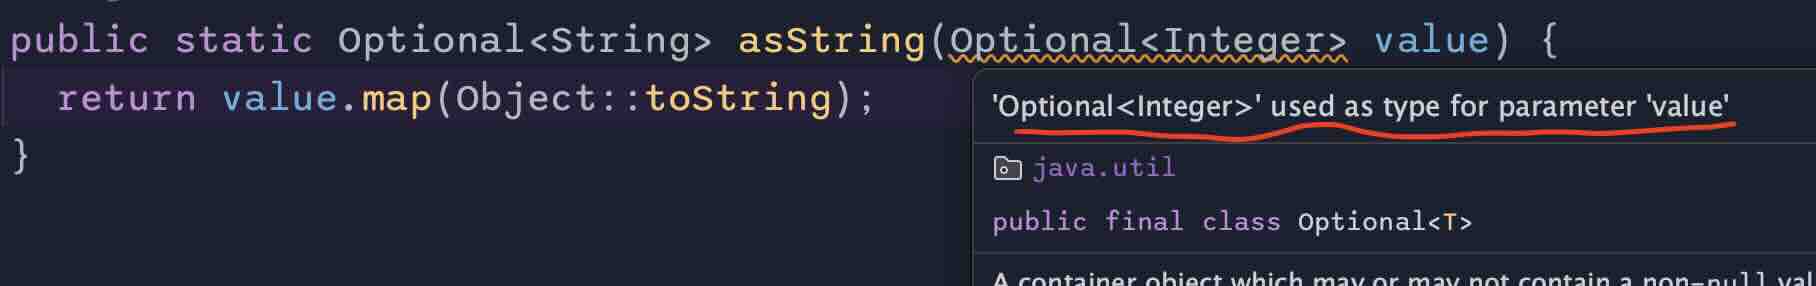 public static Optional<String> asString(Optional<Integer> value) {
return value.map(Object::toString);
}
'Optional<Integer>' used as type for parameter 'value'
java.util
public final class Optional<T>
A container object which may or may not contain a non-null val